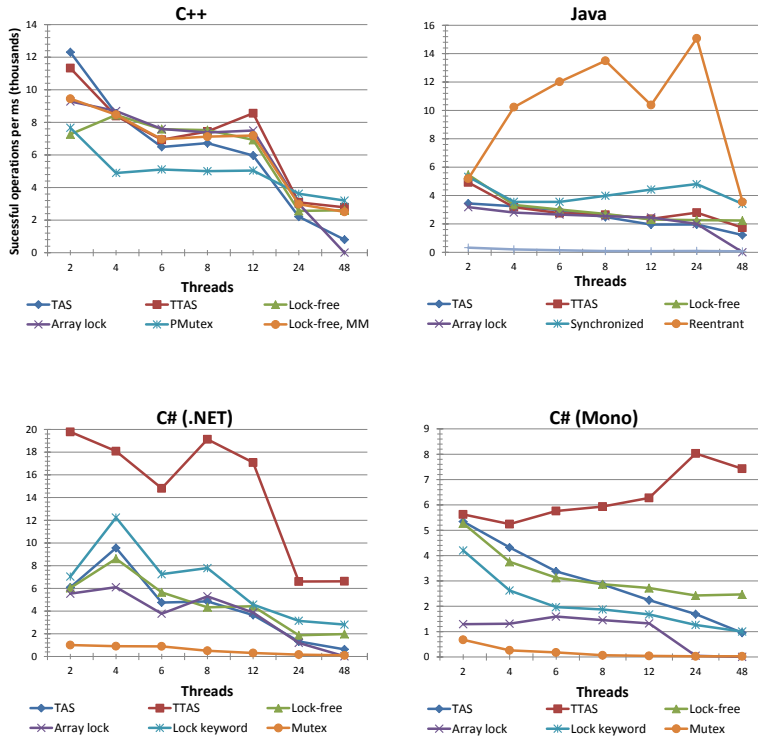 C++
Sucessful operations per ms (thousands)
14
12
10
8
6
4
2
0
2 4 6 8 12 24 48
Threads
TAS TTAS Lock-free
Array lock PMutex Lock-free, MM
Java
16
14
12
10
8
6
4
2
0
2 4 6 8 12 24 48
Threads
TAS TTAS Lock-free
Array lock Synchronized Reentrant
C# (.NET)
20
18
16
14
12
10
8
6
4
2
0
2 4 6 8 12 24 48
Threads
TAS TTAS Lock-free
Array lock Lock keyword Mutex
C# (Mono)
9
8
7
6
5
4
3
2
1
0
2 4 6 8 12 24 48
Threads
TAS TTAS Lock-free
Array lock Lock keyword Mutex